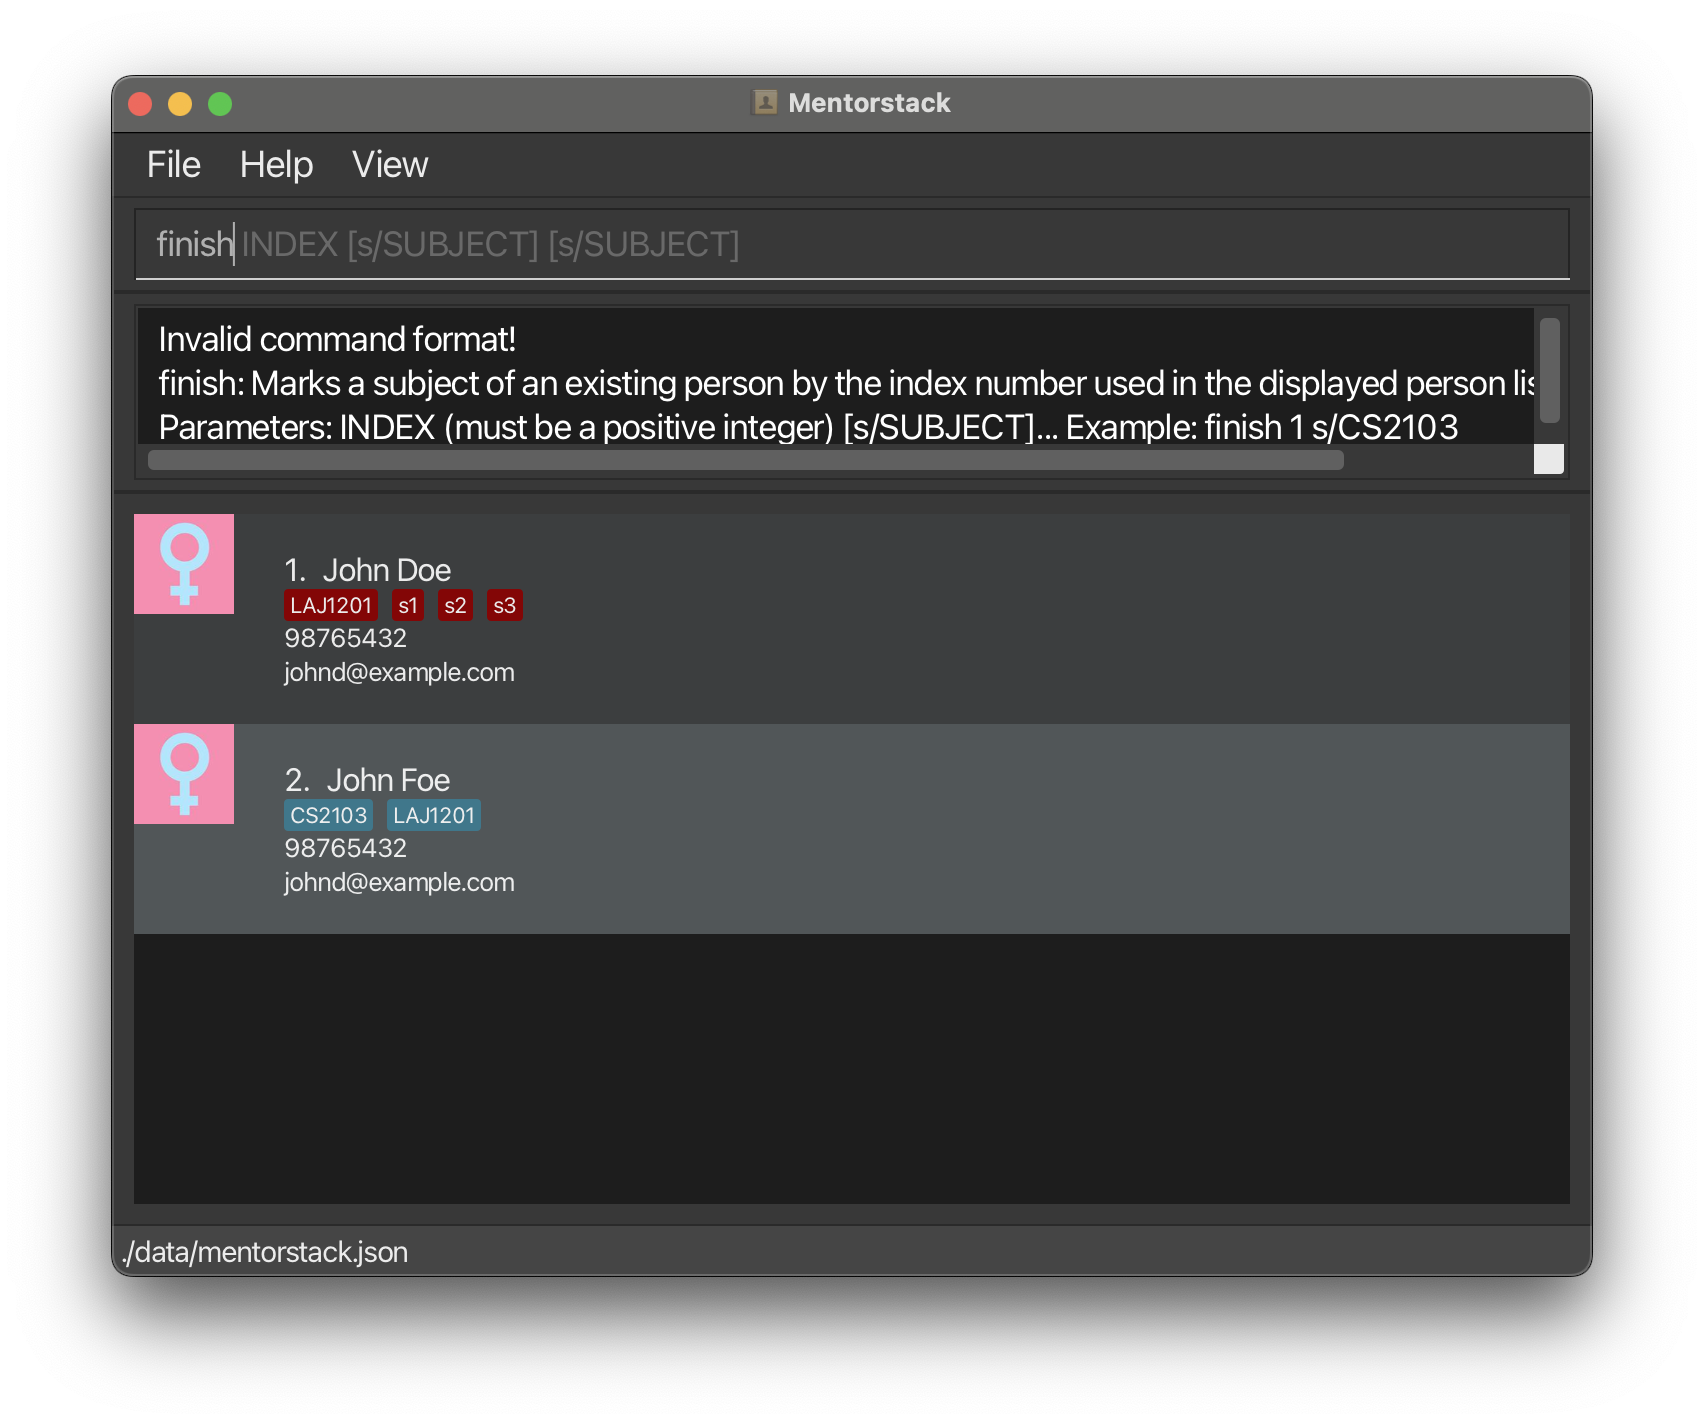 Mentorstack
File Help View
finish INDEX [s/SUBJECT] [s/SUBJECT]
Invalid command format!
finish: Marks a subject of an existing person by the index number used in the displayed person lis
Parameters: INDEX (must be a positive integer) [s/SUBJECT]... Example: finish 1 s/CS2103
1. John Doe
LAJ1201 s1 s2 s3
98765432
johnd@example.com
2. John Foe
CS2103 LAJ1201
98765432
johnd@example.com
./data/mentorstack.json